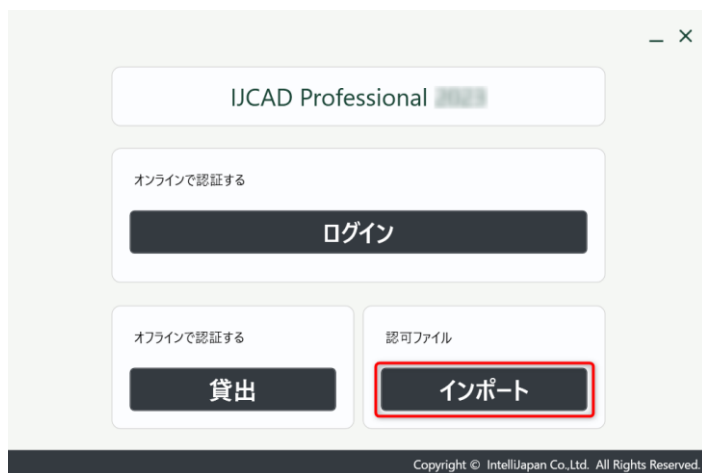 IJCAD Professional
オンラインで認証する
ログイン
オフラインで認証する
貸出
認可ファイル
インポート
Copyright © IntelliJapan Co.,Ltd. All Rights Reserved.